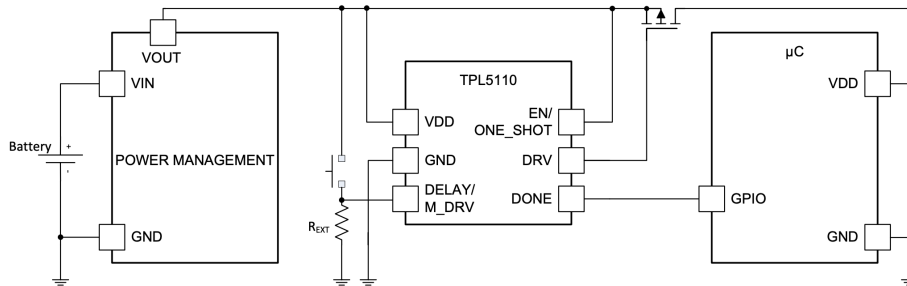 VOUT
VIN
Battery
+
-
POWER MANAGEMENT
GND
REXT
TPL5110
VDD
GND
DELAY/
M_DRV
EN/
ONE_SHOT
DRV
DONE
µC
VDD
GPIO
GND